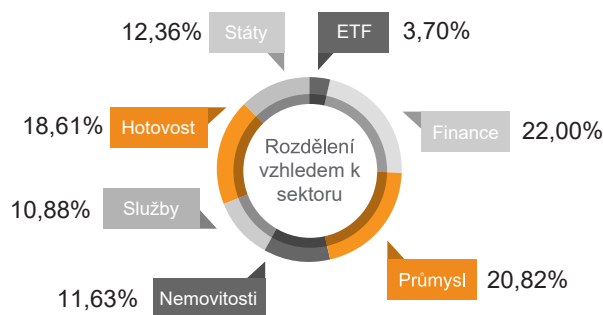 12,36% Státy
ETF 3,70%
18,61% Hotovost
Finance 22,00%
Rozdělení
vzhledem k
sektoru
10,88% Služby
Průmysl 20,82%
11,63% Nemovitosti